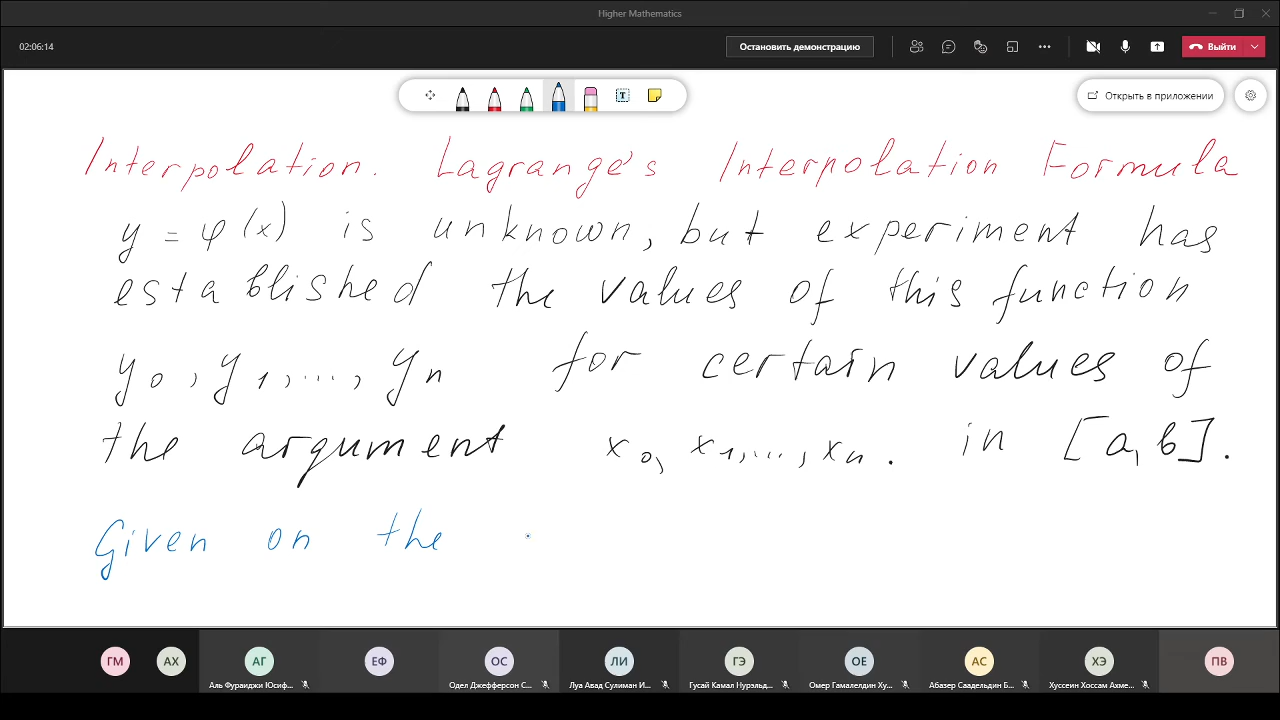 Higher Mathematics
02:06:14
Остановить демонстрацию
Выйти
Открыть в приложении
Interpolation. Lagrange's Interpolation Formula
y = φ(x) is unknown, but experiment has
established the values of this function
y₀, y₁, ..., yₙ for certain values of
the argument x₀, x₁, ..., xₙ. in [a, b].
Given on the
ГМ АХ АГ ЕФ ОС ЛИ ГЭ ОЕ АС ХЭ ПВ
Аль Фураиджи Юсиф... Одел Джефферсон С... Луа Авад Сулиман И... Гусай Камал Нурэльд... Омер Гамалелдин Ху... Абазер Саадельдин Б... Хуссеин Хоссам Ахме...